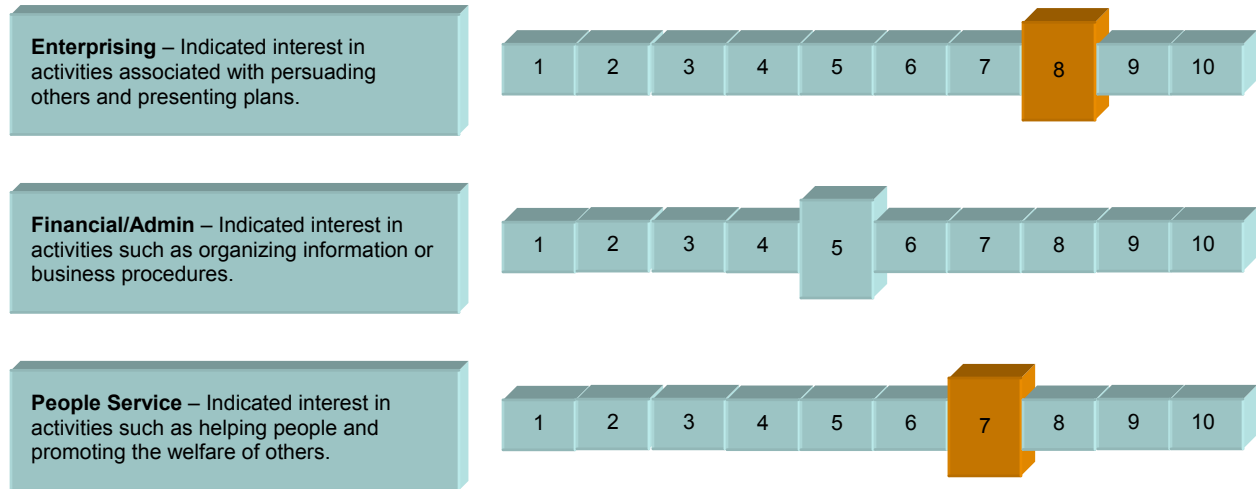 Enterprising – Indicated interest in
activities associated with persuading
others and presenting plans.
1 2 3 4 5 6 7 8 9 10
Financial/Admin – Indicated interest in
activities such as organizing information or
business procedures.
1 2 3 4 5 6 7 8 9 10
People Service – Indicated interest in
activities such as helping people and
promoting the welfare of others.
1 2 3 4 5 6 7 8 9 10